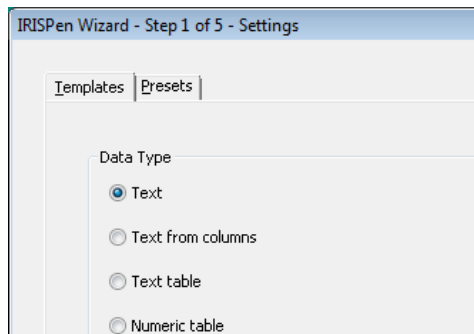 IRISPen Wizard - Step 1 of 5 - Settings
Templates Presets
Data Type
Text
Text from columns
Text table
Numeric table